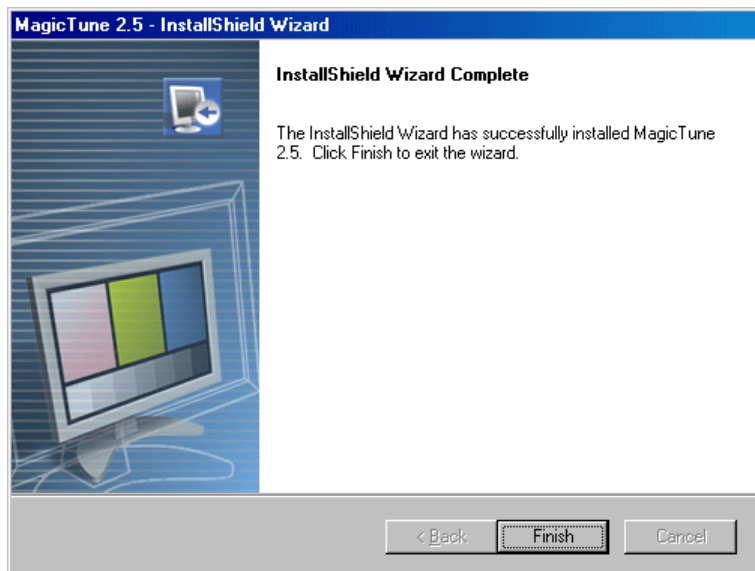 MagicTune 2.5 - InstallShield Wizard
InstallShield Wizard Complete
The InstallShield Wizard has successfully installed MagicTune
2.5.  Click Finish to exit the wizard.
< Back
Finish
Cancel